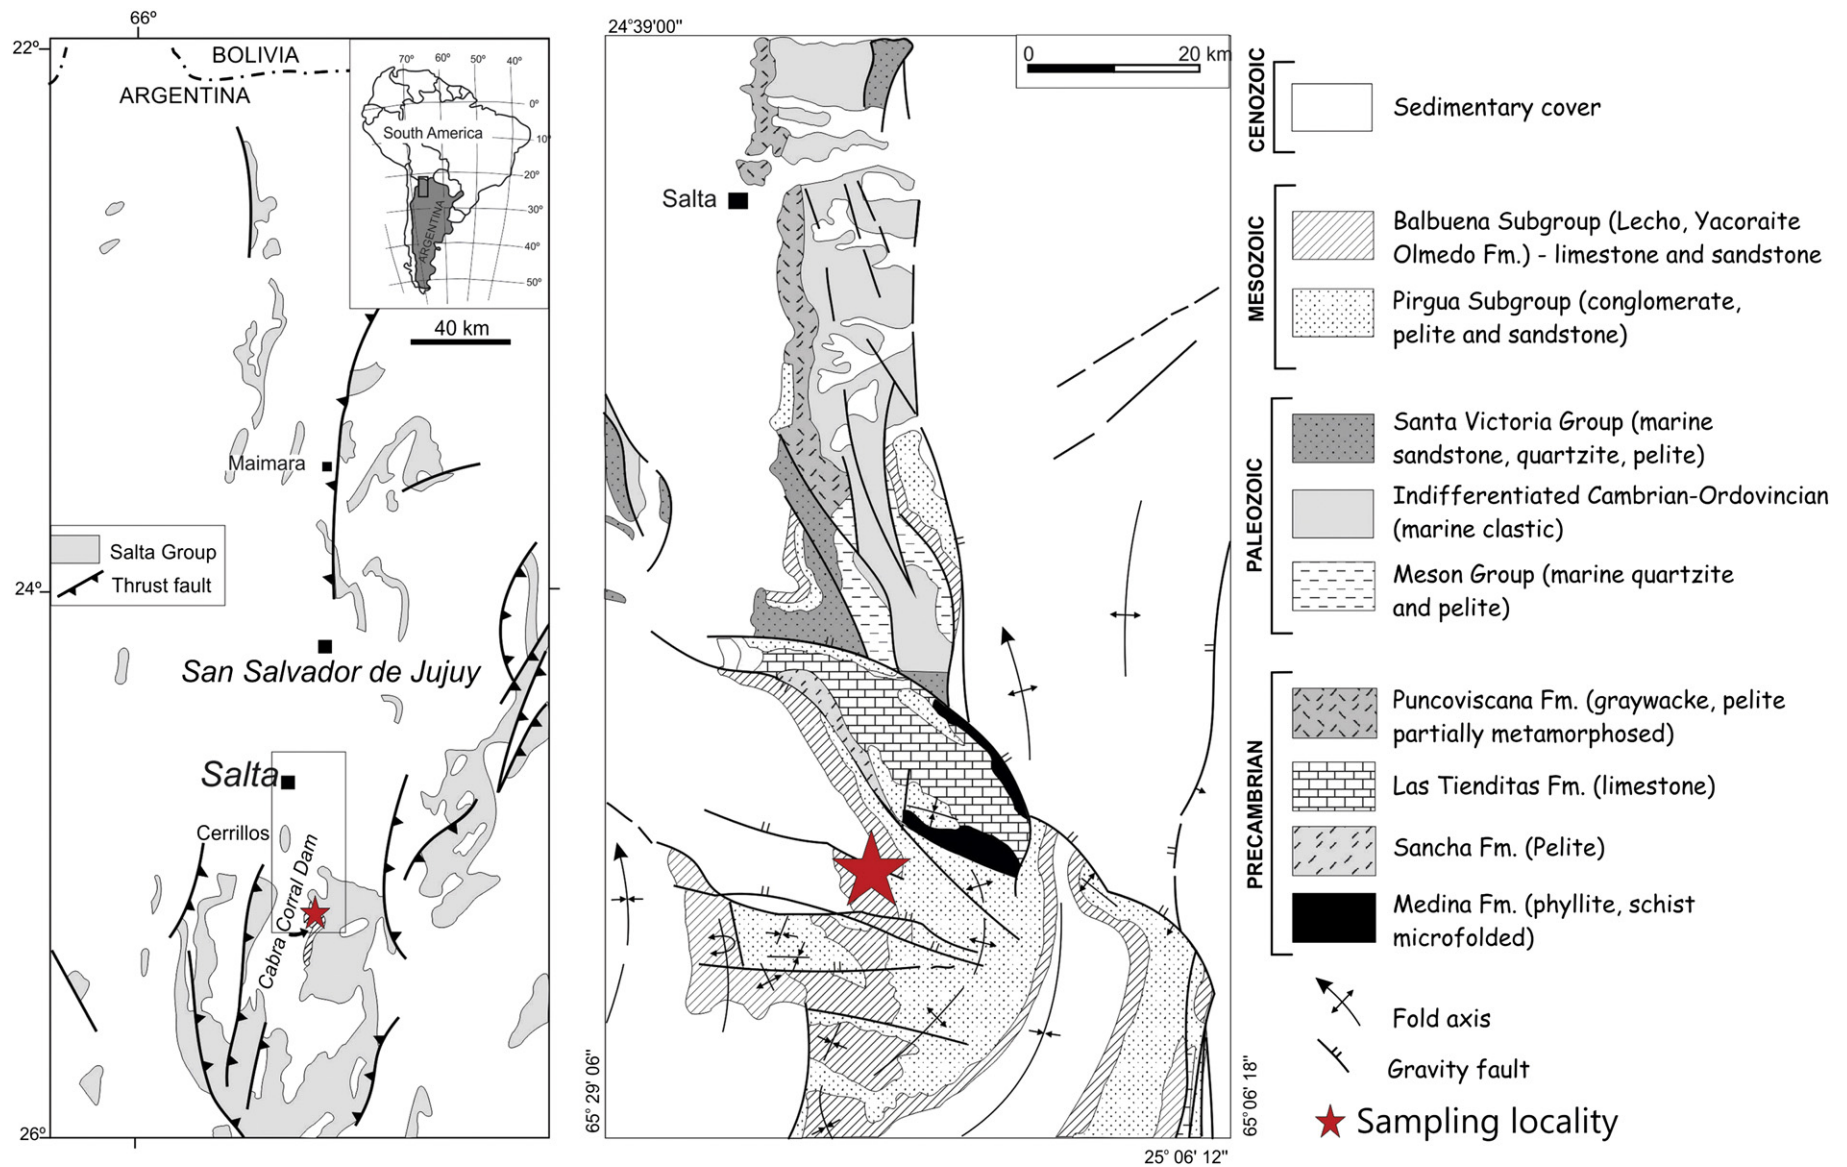 66º
22º
BOLIVIA
ARGENTINA
70º 60º 50º 40º
0º
10º
20º
30º
40º
50º
South America
ARGENTINA
40 km
Maimara
Salta Group
Thrust fault
24º
San Salvador de Jujuy
Salta
Cerrillos
Cabra Corral Dam
26º
24°39'00''
0 20 km
Salta
65° 29' 06''
65° 06' 18''
25° 06' 12''
CENOZOIC
Sedimentary cover
MESOZOIC
Balbuena Subgroup (Lecho, Yacoraite
Olmedo Fm.) - limestone and sandstone
Pirgua Subgroup (conglomerate,
pelite and sandstone)
PALEOZOIC
Santa Victoria Group (marine
sandstone, quartzite, pelite)
Indifferentiated Cambrian-Ordovincian
(marine clastic)
Meson Group (marine quartzite
and pelite)
PRECAMBRIAN
Puncoviscana Fm. (graywacke, pelite
partially metamorphosed)
Las Tienditas Fm. (limestone)
Sancha Fm. (Pelite)
Medina Fm. (phyllite, schist
microfolded)
Fold axis
Gravity fault
Sampling locality